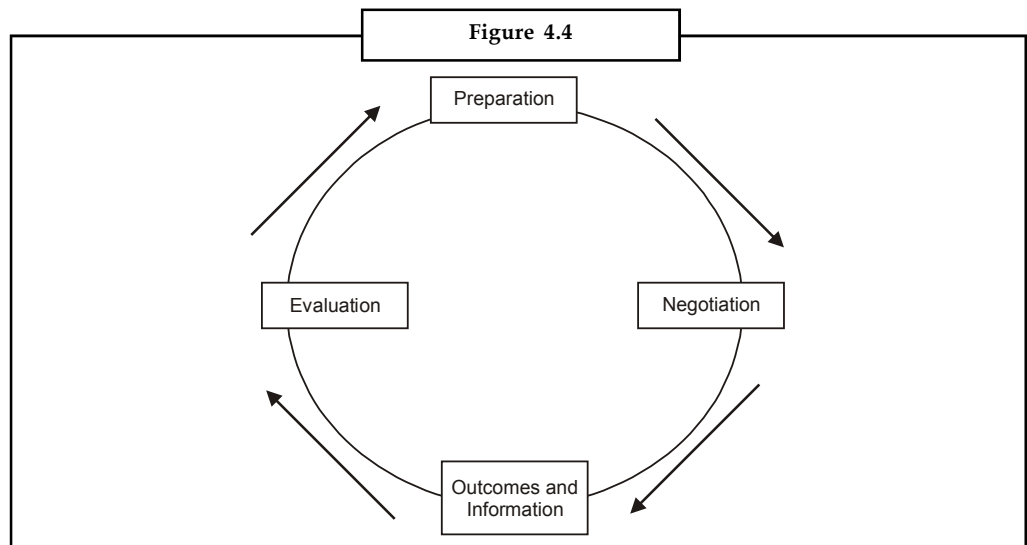 Figure 4.4
Preparation
Evaluation
Negotiation
Outcomes and
Information